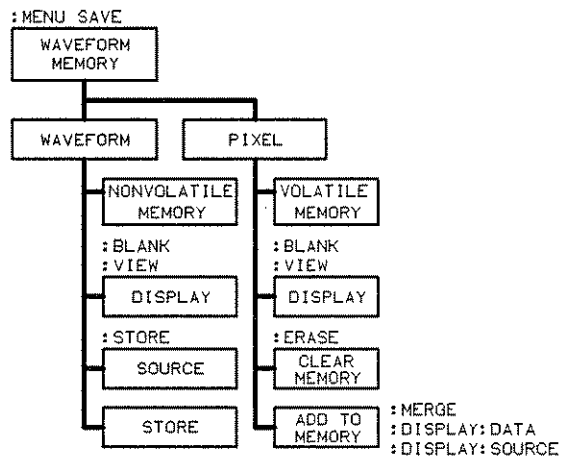 :MENU SAVE
WAVEFORM
MEMORY
WAVEFORM
PIXEL
NONVOLATILE
MEMORY
VOLATILE
MEMORY
:BLANK
:VIEW
:BLANK
:VIEW
DISPLAY
DISPLAY
:STORE
:ERASE
SOURCE
CLEAR
MEMORY
STORE
ADD TO
MEMORY
:MERGE
:DISPLAY:DATA
:DISPLAY:SOURCE